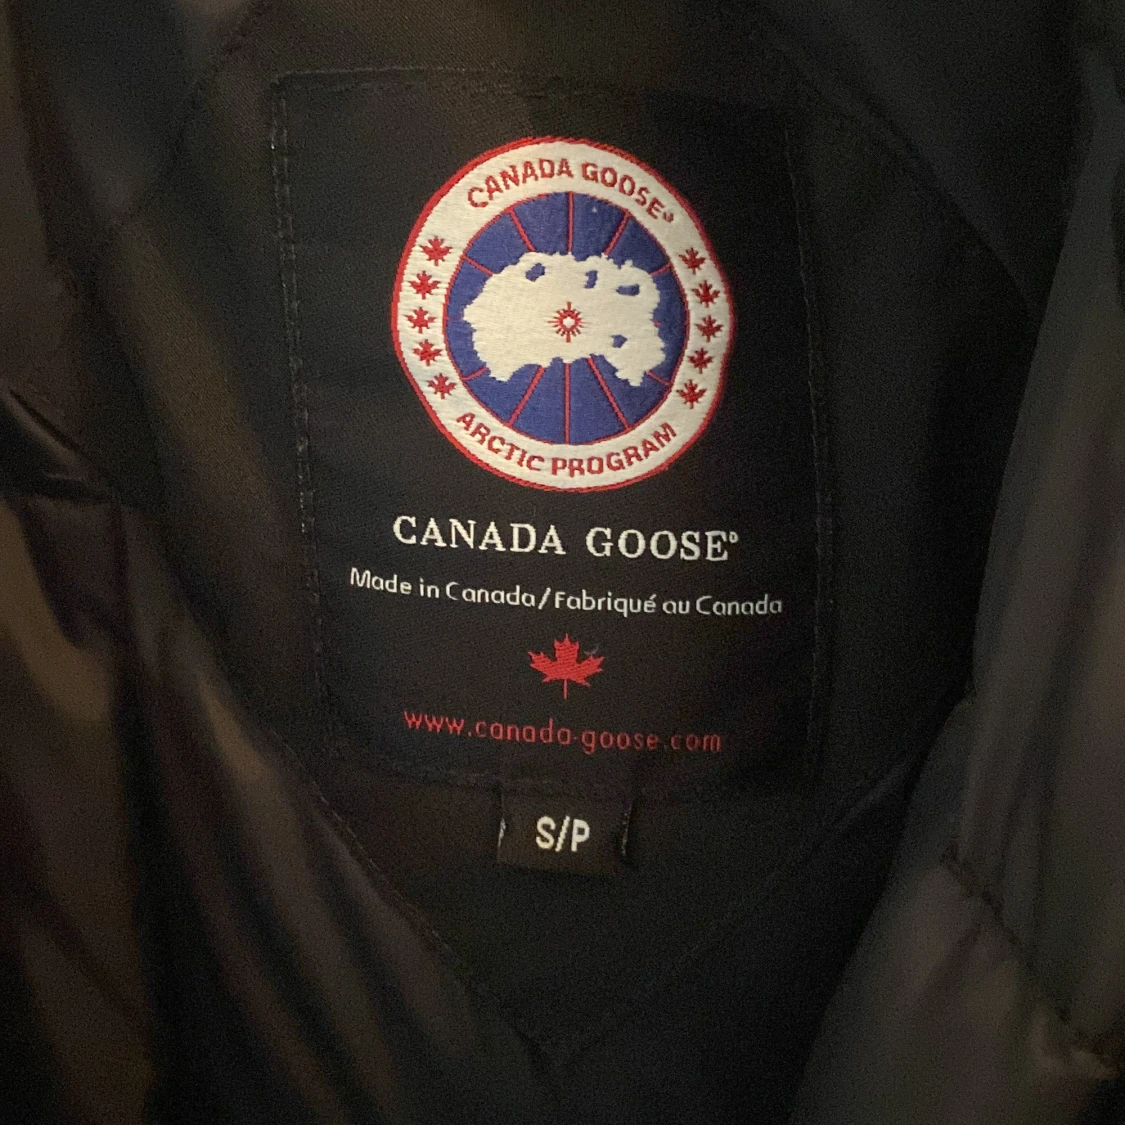 CANADA GOOSE®
ARCTIC PROGRAM
CANADA GOOSE®
Made in Canada/Fabriqué au Canada
www.canada-goose.com
S/P